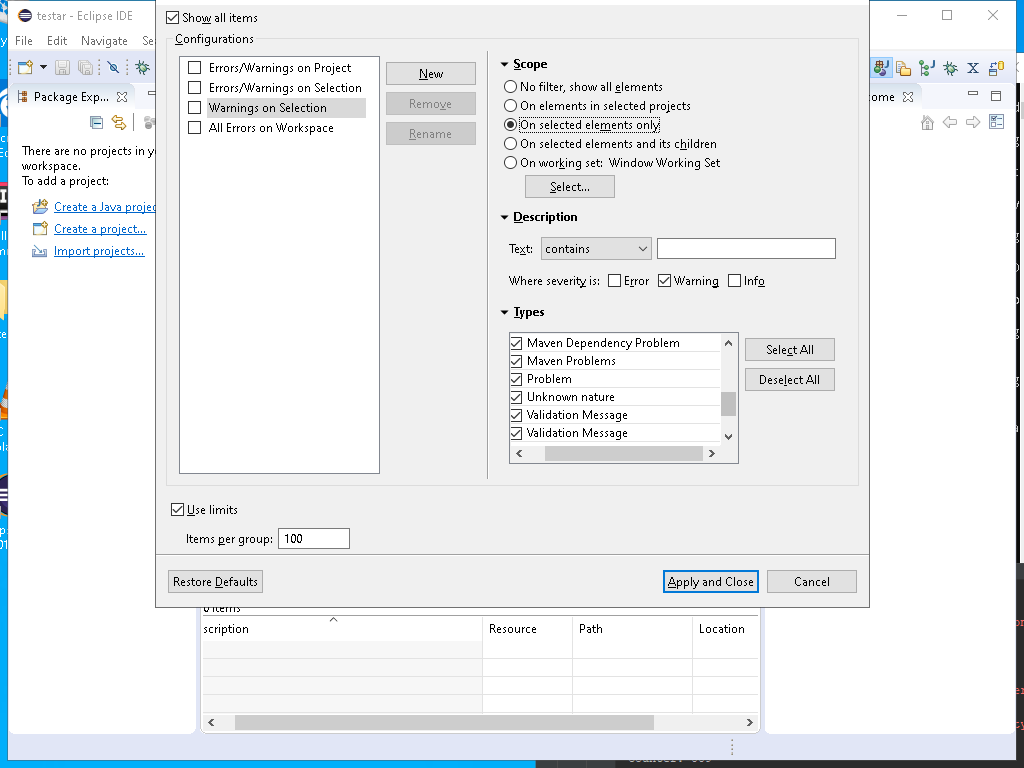 testar - Eclipse IDE
File Edit Navigate Se
Package Exp...
There are no projects in y
workspace.
To add a project:
Create a Java projec
Create a project...
Import projects...
Show all items
Configurations
Errors/Warnings on Project
Errors/Warnings on Selection
Warnings on Selection
All Errors on Workspace
New
Remove
Rename
Scope
No filter, show all elements
On elements in selected projects
On selected elements only
On selected elements and its children
On working set: Window Working Set
Select...
Description
Text: contains
Where severity is: Error Warning Info
Types
Maven Dependency Problem
Maven Problems
Problem
Unknown nature
Validation Message
Validation Message
Select All
Deselect All
Use limits
Items per group: 100
Restore Defaults
Apply and Close
Cancel
ome
0 items
scription Resource Path Location